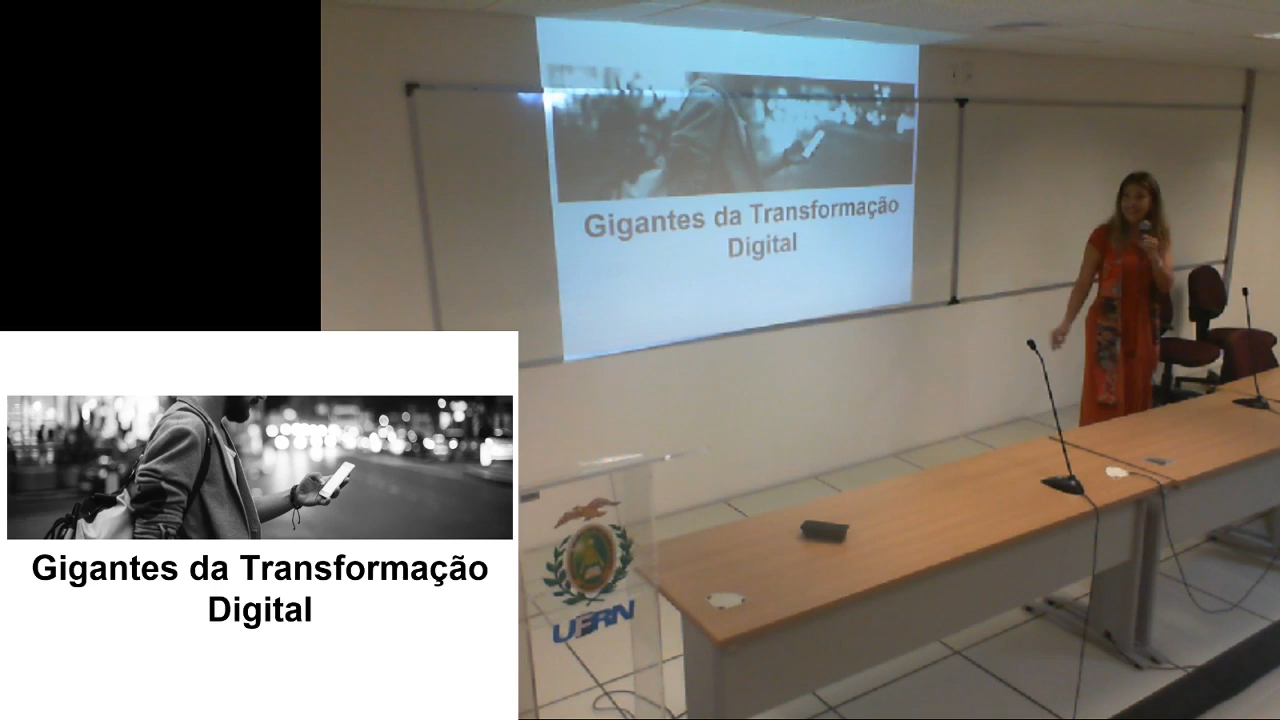 Gigantes da Transformação
Digital
Gigantes da Transformação
Digital
UERN